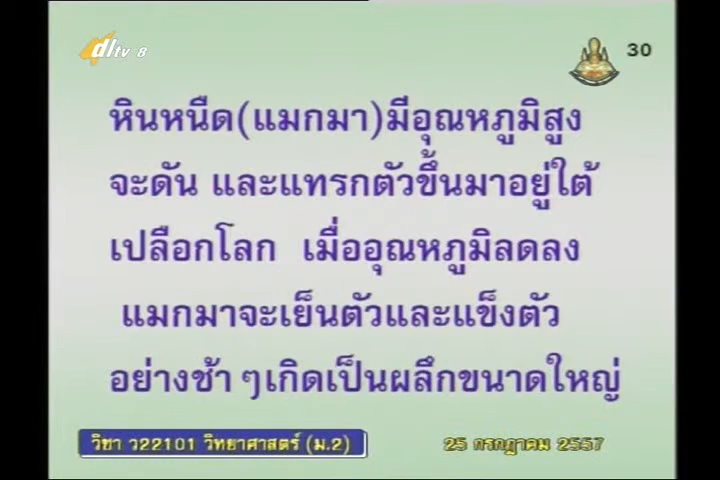 dltv 8
30
หินหนืด(แมกมา)มีอุณหภูมิสูง
จะดัน และแทรกตัวขึ้นมาอยู่ใต้
เปลือกโลก เมื่ออุณหภูมิลดลง
แมกมาจะเย็นตัวและแข็งตัว
อย่างช้า ๆเกิดเป็นผลึกขนาดใหญ่
วิชา ว22101 วิทยาศาสตร์ (ม.2)
25 กรกฎาคม 2557